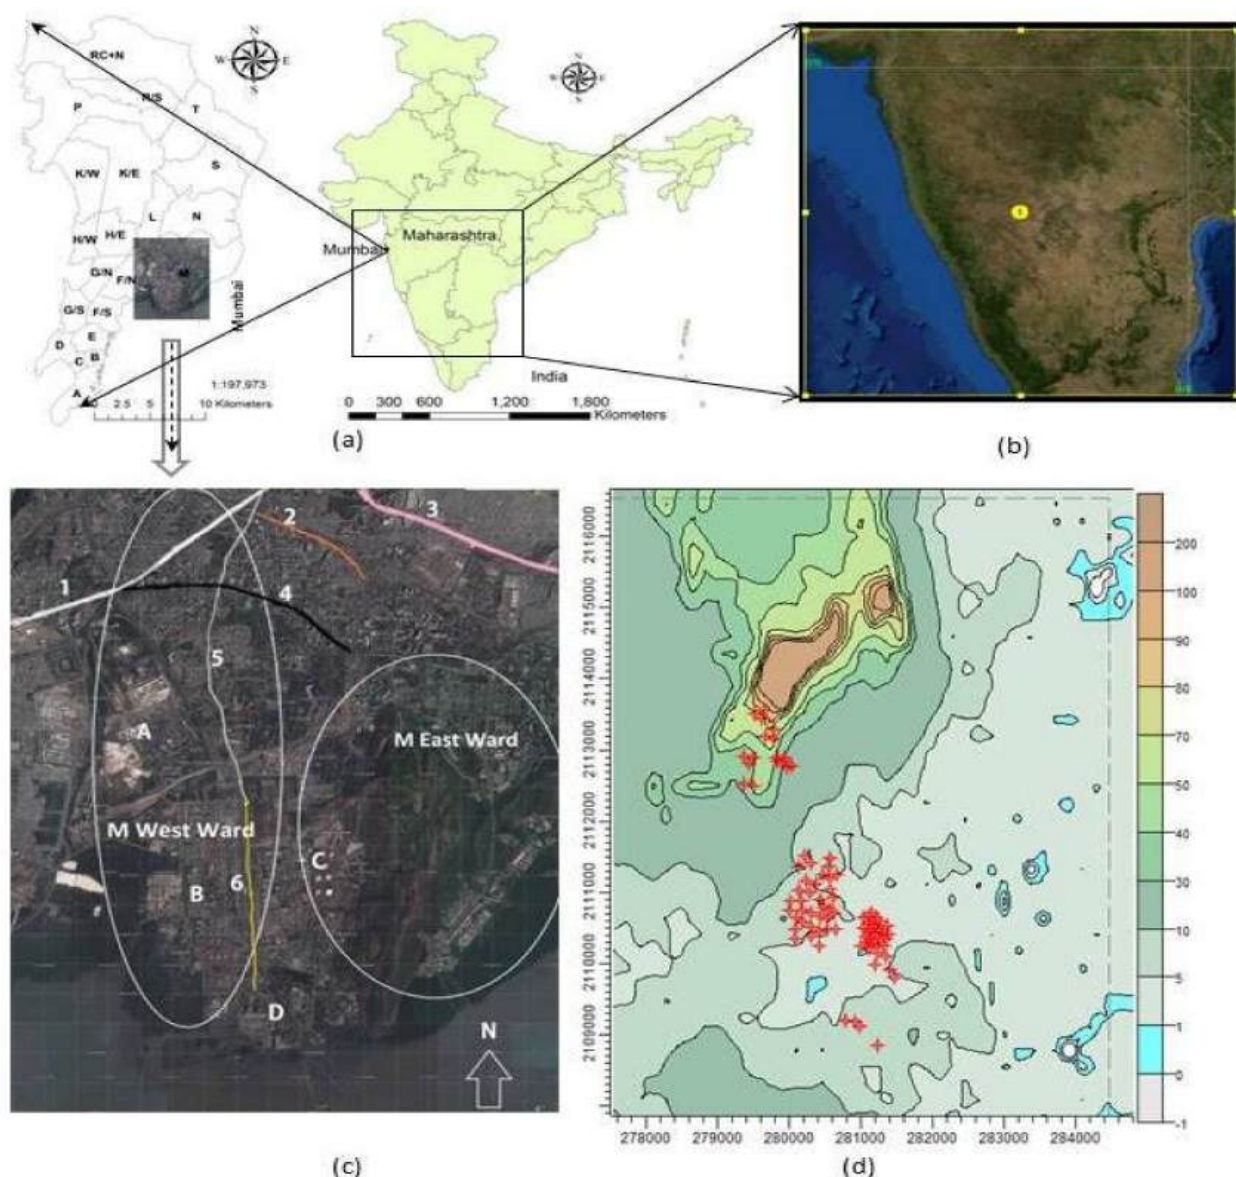 N
W E
S
N
W E
S
RC+N
R/S
P
T
S
K/W K/E
L N
H/W H/E
M
G/N F/N
G/S F/S
D E
C B
A
Mumbai
1:197,973
0 2.5 5 10 Kilometers
Mumbai
Maharashtra
India
0 300 600 1,200 1,800
Kilometers
(a)
1
(b)
1
2
3
4
5
A
M East Ward
M West Ward
B
6
C
D
N
(c)
2116000
2115000
2114000
2113000
2112000
2111000
2110000
2109000
278000 279000 280000 281000 282000 283000 284000
200
100
90
80
70
50
40
30
10
5
1
0
-1
(d)